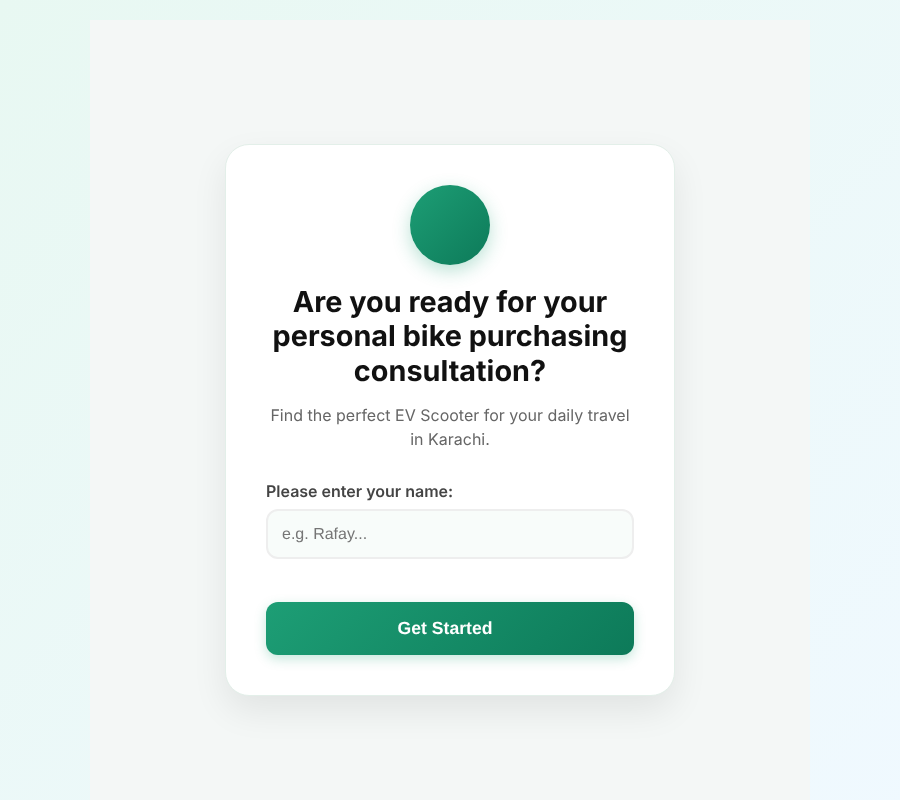 Are you ready for your
personal bike purchasing
consultation?
Find the perfect EV Scooter for your daily travel
in Karachi.
Please enter your name:
e.g. Rafay...
Get Started